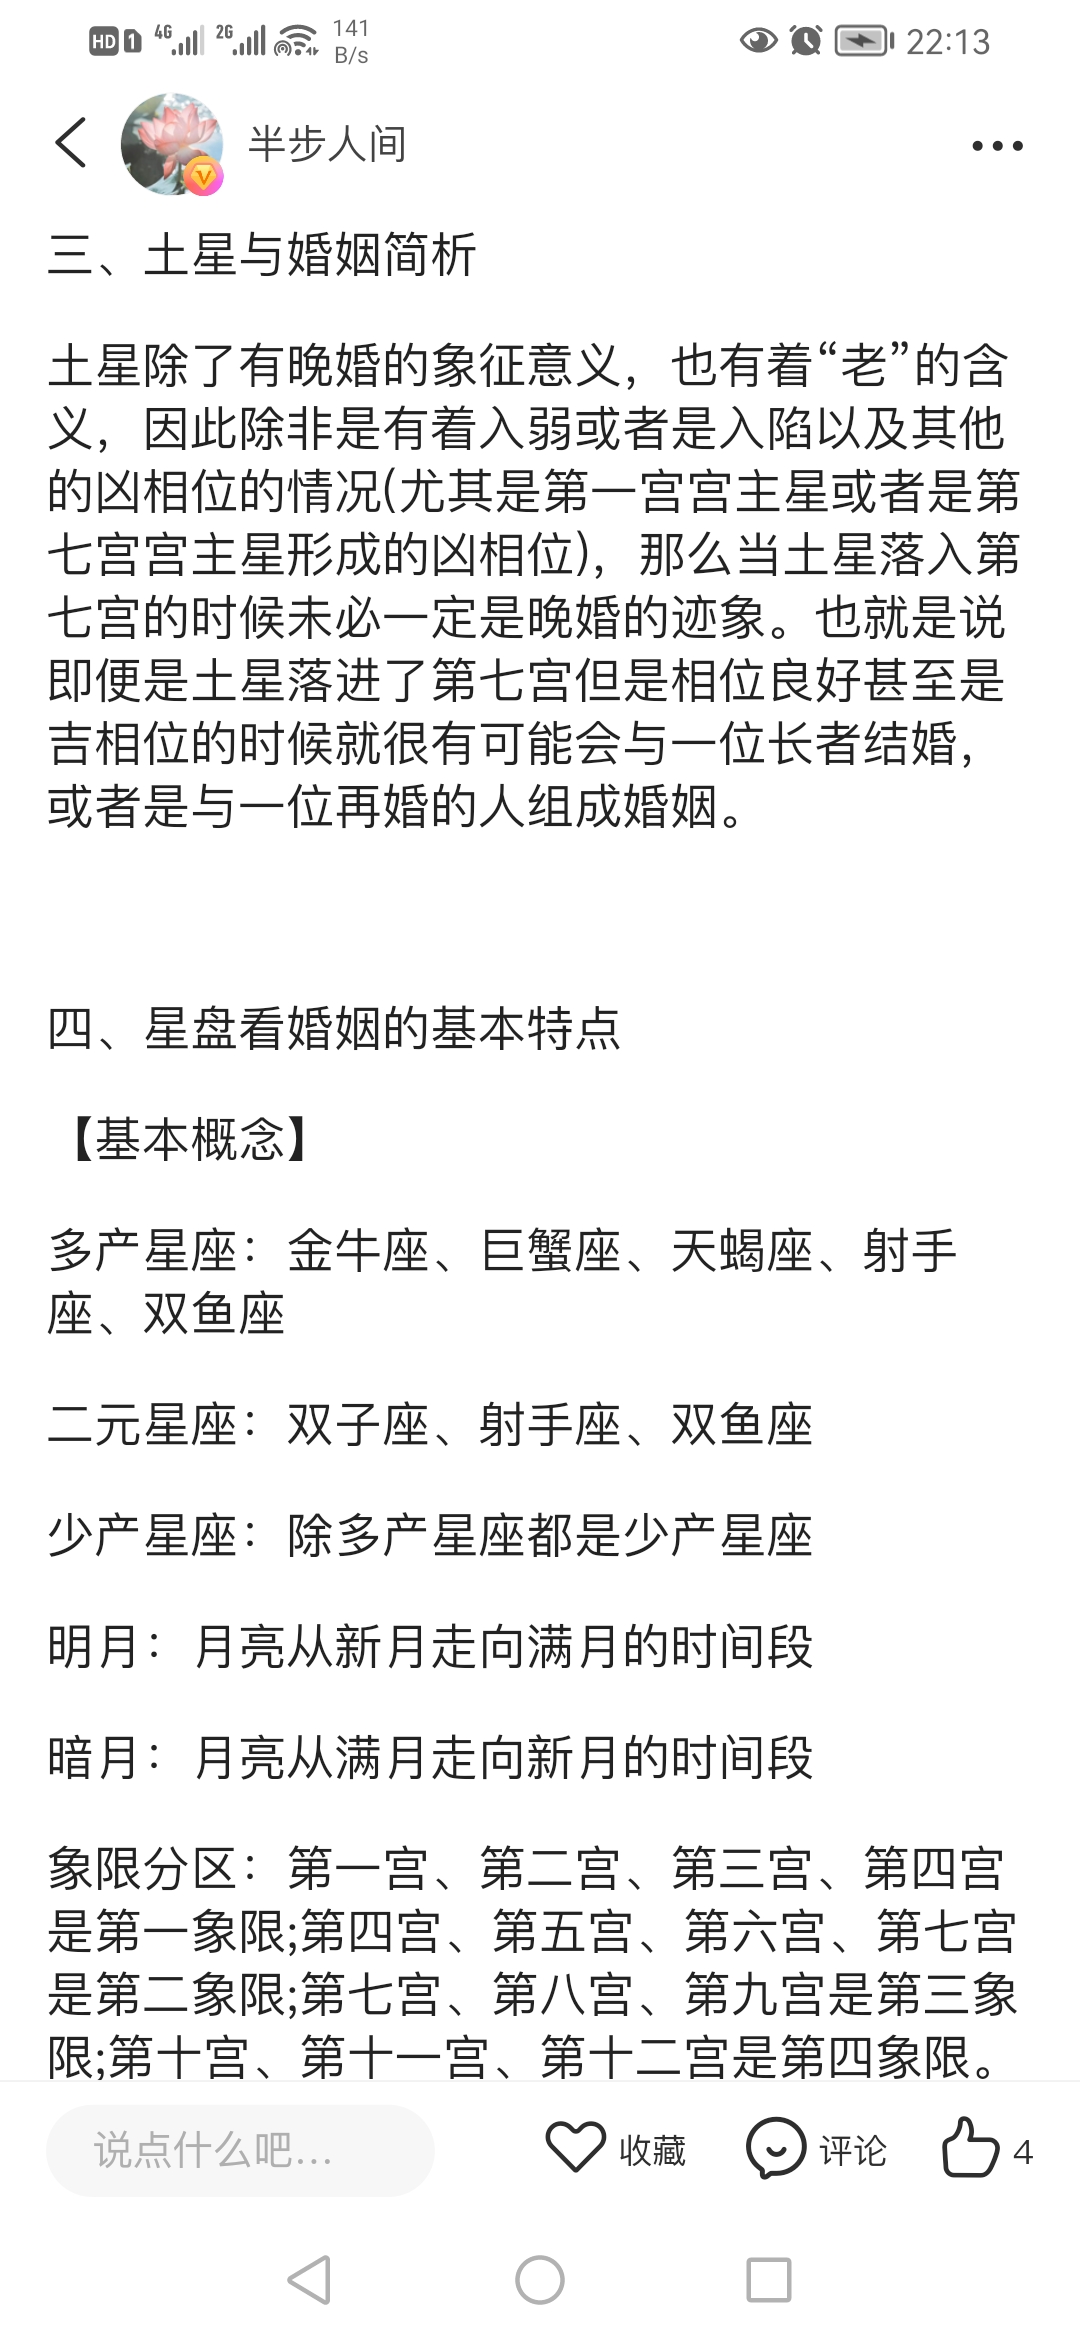 HD 1 4G 2G 141 B/s 22:13
半步人间
三、土星与婚姻简析
土星除了有晚婚的象征意义，也有着“老”的含
义，因此除非是有着入弱或者是入陷以及其他
的凶相位的情况(尤其是第一宫宫主星或者是第
七宫宫主星形成的凶相位)，那么当土星落入第
七宫的时候未必一定是晚婚的迹象。也就是说
即便是土星落进了第七宫但是相位良好甚至是
吉相位的时候就很有可能会与一位长者结婚，
或者是与一位再婚的人组成婚姻。
四、星盘看婚姻的基本特点
【基本概念】
多产星座：金牛座、巨蟹座、天蝎座、射手
座、双鱼座
二元星座：双子座、射手座、双鱼座
少产星座：除多产星座都是少产星座
明月：月亮从新月走向满月的时间段
暗月：月亮从满月走向新月的时间段
象限分区：第一宫、第二宫、第三宫、第四宫
是第一象限;第四宫、第五宫、第六宫、第七宫
是第二象限;第七宫、第八宫、第九宫是第三象
限;第十宫、第十一宫、第十二宫是第四象限。
说点什么吧... 收藏 评论 4